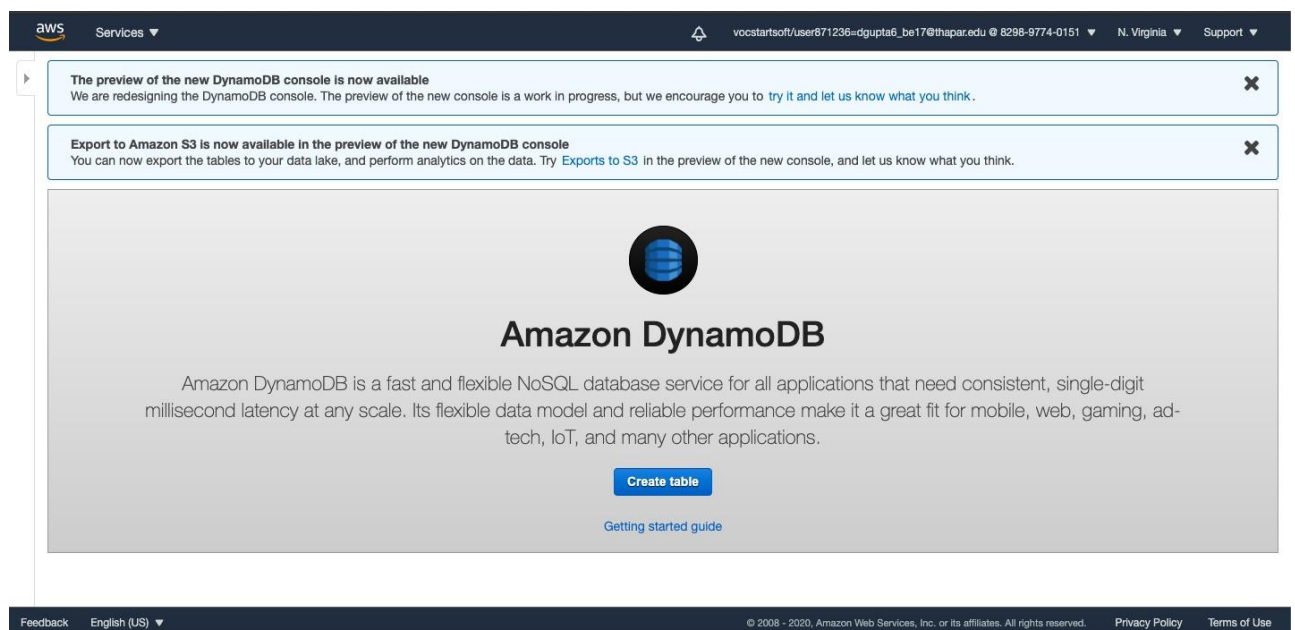 aws Services ▼ vocstartsoft/user871236=dgupta6_be17@thapar.edu @ 8298-9774-0151 ▼ N. Virginia ▼ Support ▼
The preview of the new DynamoDB console is now available
We are redesigning the DynamoDB console. The preview of the new console is a work in progress, but we encourage you to try it and let us know what you think.
Export to Amazon S3 is now available in the preview of the new DynamoDB console
You can now export the tables to your data lake, and perform analytics on the data. Try Exports to S3 in the preview of the new console, and let us know what you think.
Amazon DynamoDB
Amazon DynamoDB is a fast and flexible NoSQL database service for all applications that need consistent, single-digit
millisecond latency at any scale. Its flexible data model and reliable performance make it a great fit for mobile, web, gaming, ad-
tech, IoT, and many other applications.
Create table
Getting started guide
Feedback English (US) ▼ © 2008 - 2020, Amazon Web Services, Inc. or its affiliates. All rights reserved. Privacy Policy Terms of Use